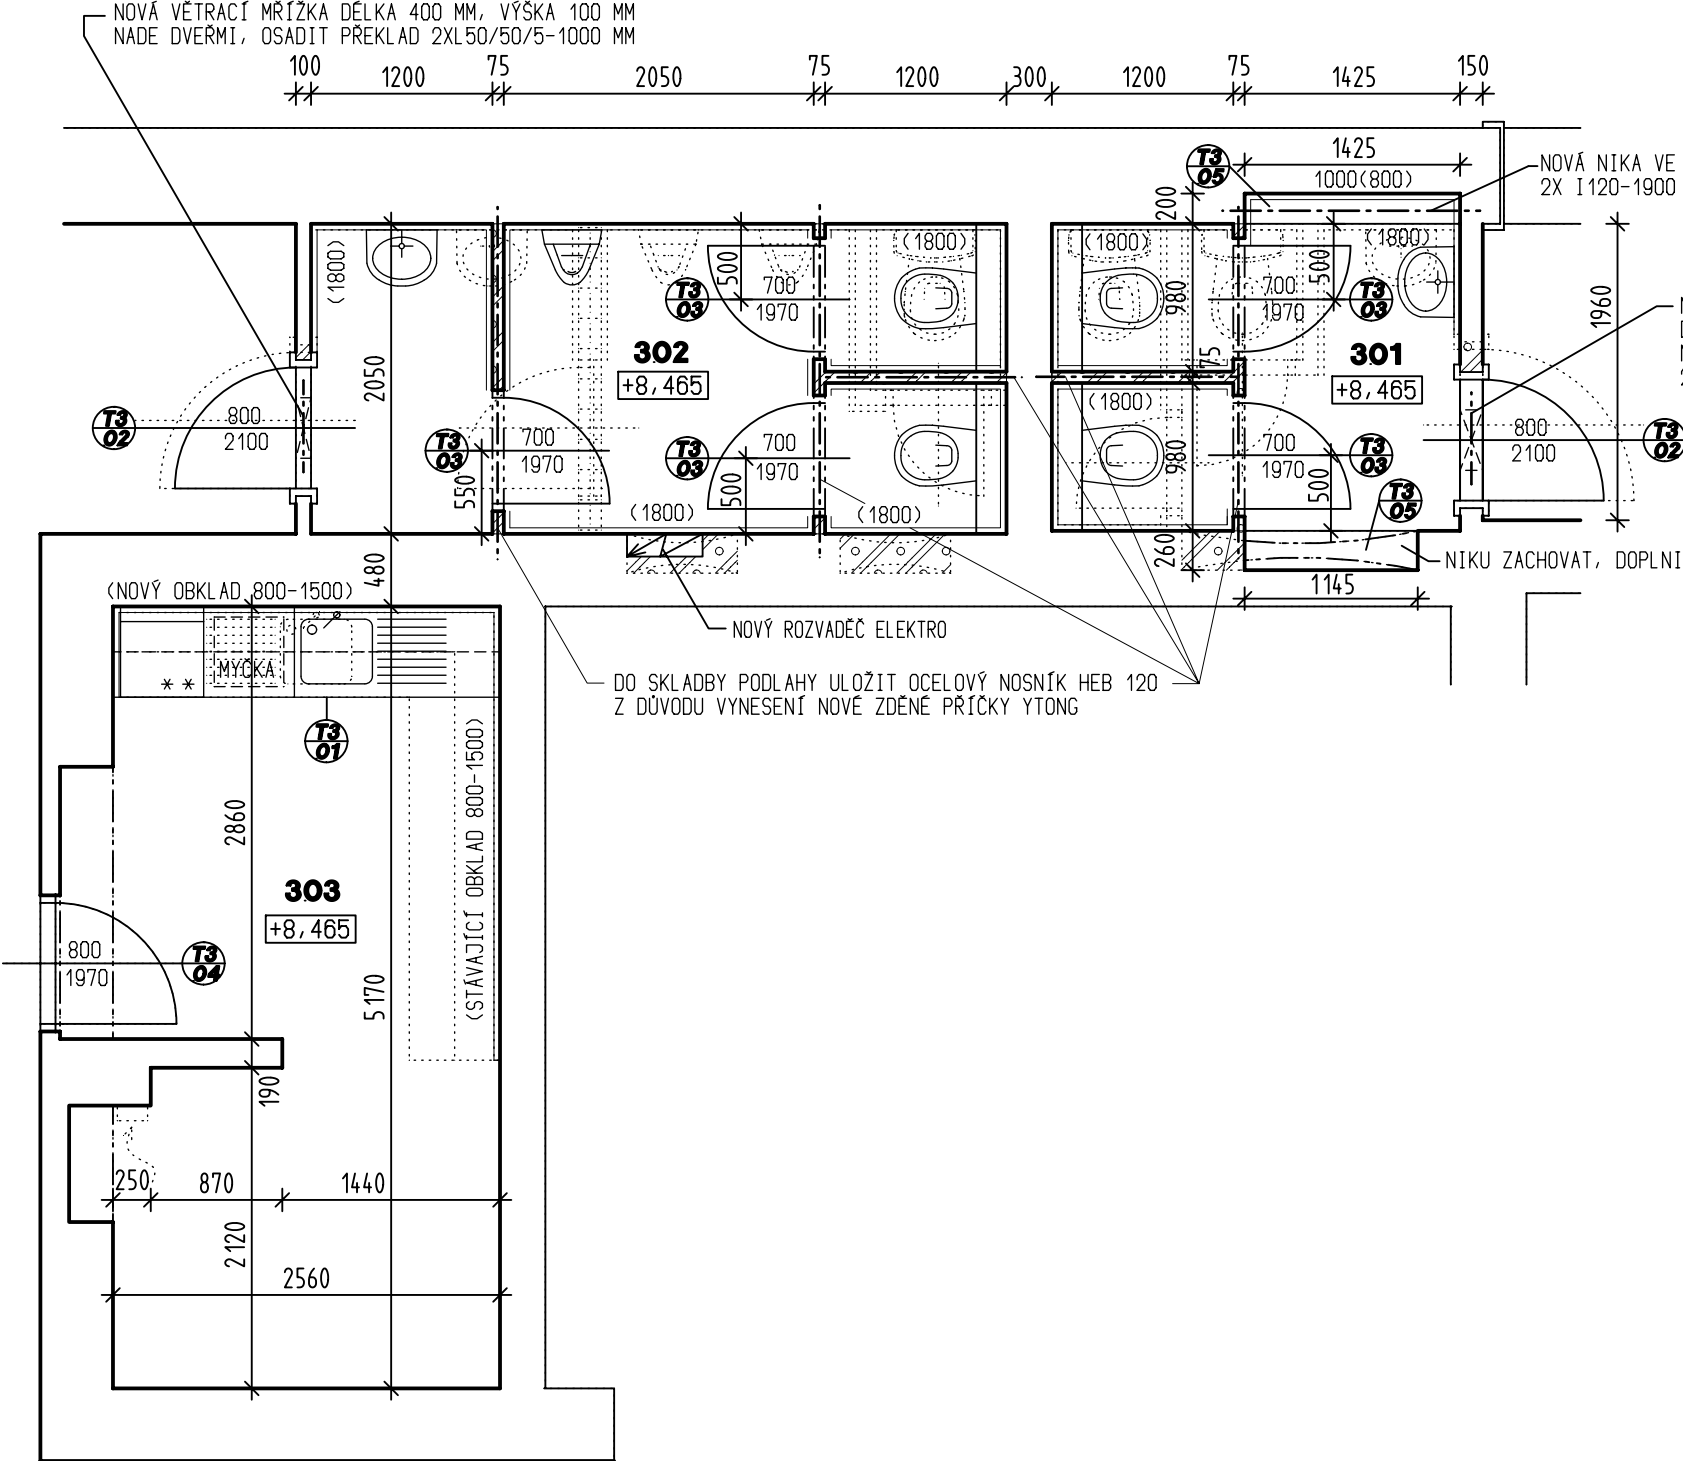 NOVÁ VĚTRACÍ MŘÍŽKA DÉLKA 400 MM, VÝŠKA 100 MM
NADE DVEŘMI, OSADIT PŘEKLAD 2XL50/50/5-1000 MM
100 1200 75 2050 75 1200 300 1200 75 1425 150
1425
1000(800)
T3 05
NOVÁ NIKA VE
2X I120-1900
200
(1800)
(1800)
(1800)
(1800)
500
500
980
1960
700
1970
T3 03
700
1970
T3 03
302
+8,465
75
301
+8,465
2050
800
2100
T3 02
T3 03
700
1970
550
T3 03
700
1970
500
(1800)
(1800)
(1800)
980
700
1970
T3 03
500
T3 05
800
2100
T3 02
260
1145
NIKU ZACHOVAT, DOPLNI
480
(NOVÝ OBKLAD 800-1500)
NOVÝ ROZVADĚČ ELEKTRO
MYČKA
**
DO SKLADBY PODLAHY ULOŽIT OCELOVÝ NOSNÍK HEB 120
Z DŮVODU VYNESENÍ NOVÉ ZDĚNÉ PŘÍČKY YTONG
T3 01
(STÁVAJÍCÍ OBKLAD 800-1500)
2860
303
+8,465
800
1970
T3 04
5170
190
250 870 1440
2120
2560